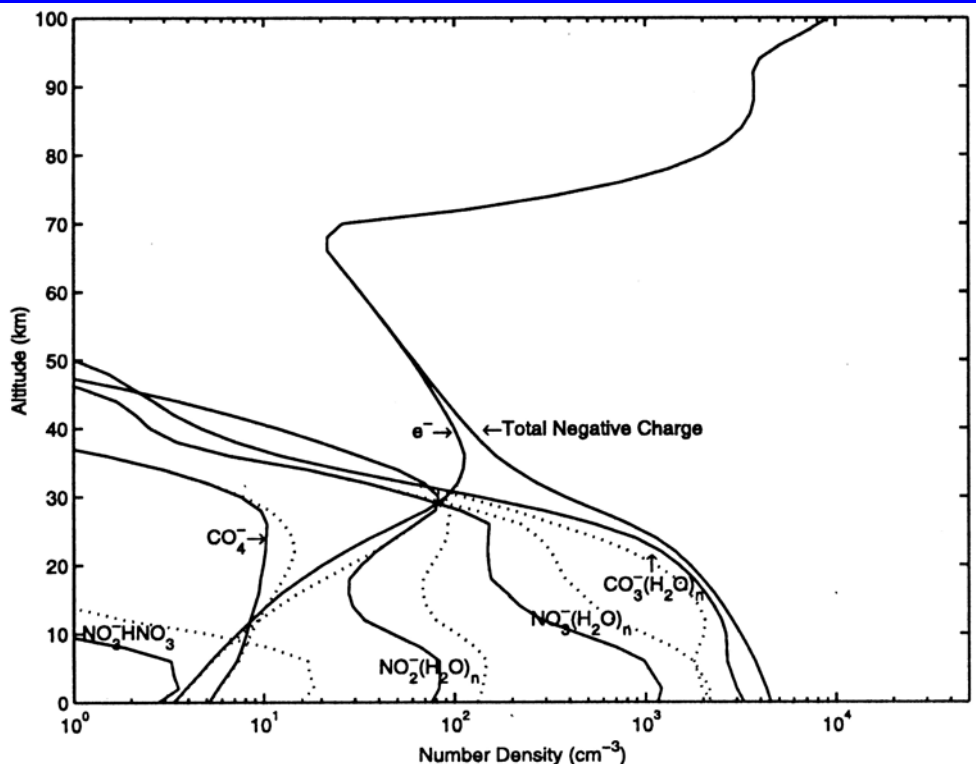 100
90
80
70
60
50
40
30
20
10
0
Altitude (km)
e⁻→
←Total Negative Charge
CO₄⁻→
↑
CO₃⁻(H₂O)ₙ
NO₃⁻HNO₃
NO₃⁻(H₂O)ₙ
NO₂⁻(H₂O)ₙ
10⁰ 10¹ 10² 10³ 10⁴
Number Density (cm⁻³)